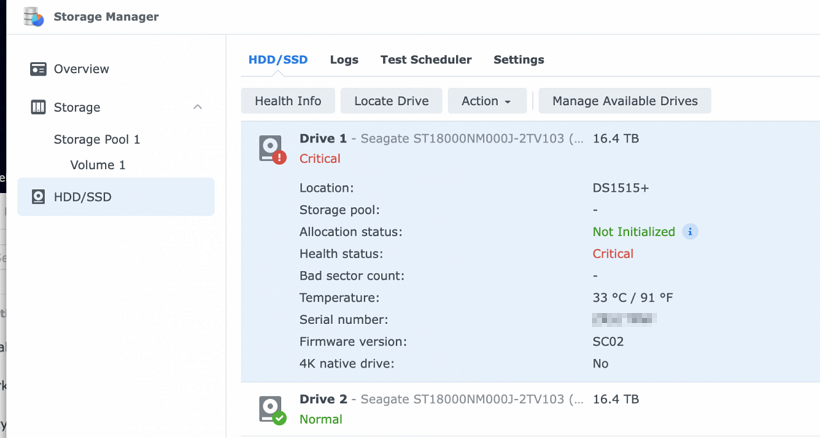 Storage Manager
Overview
Storage
Storage Pool 1
Volume 1
HDD/SSD
HDD/SSD Logs Test Scheduler Settings
Health Info Locate Drive Action Manage Available Drives
Drive 1 - Seagate ST18000NM000J-2TV103 (... 16.4 TB
Critical
Location: DS1515+
Storage pool: -
Allocation status: Not Initialized i
Health status: Critical
Bad sector count: -
Temperature: 33 °C / 91 °F
Serial number:
Firmware version: SC02
4K native drive: No
Drive 2 - Seagate ST18000NM000J-2TV103 (... 16.4 TB
Normal